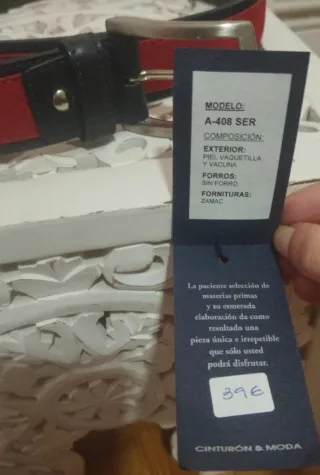 MODELO:
A-408 SER
COMPOSICIÓN:
EXTERIOR:
PIEL VAQUETILLA
Y VACUNA
FORROS:
SIN FORRO
FORNITURAS:
ZAMAC
La paciente selección de
materias primas
y su esmerada
elaboración da como
resultado una
pieza única e irrepetible
que sólo usted
podrá disfrutar.
39€
CINTURÓN & MODA